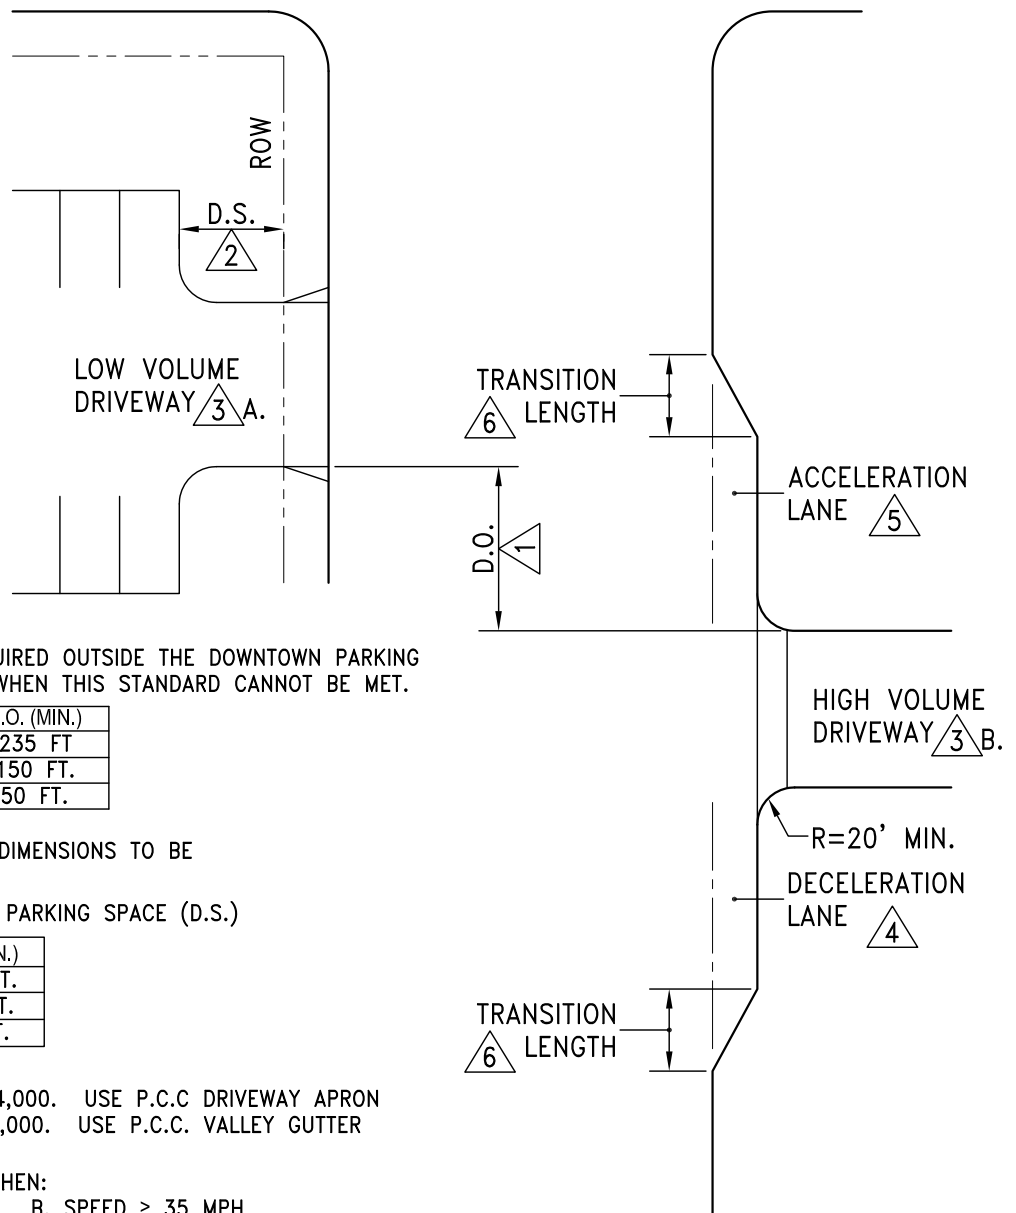 ROW
D.S.
2
LOW VOLUME
DRIVEWAY 3 A.
TRANSITION
6 LENGTH
ACCELERATION
LANE 5
D.O. 1
HIGH VOLUME
DRIVEWAY 3 B.
R=20' MIN.
DECELERATION
LANE 4
TRANSITION
6 LENGTH
OUTSIDE THE DOWNTOWN PARKING
WHEN THIS STANDARD CANNOT BE MET.
.O. (MIN.)
235 FT
150 FT.
50 FT.
DIMENSIONS TO BE
PARKING SPACE (D.S.)
4,000. USE P.C.C DRIVEWAY APRON
,000. USE P.C.C. VALLEY GUTTER
HEN:
B. SPEED ≥ 35 MPH